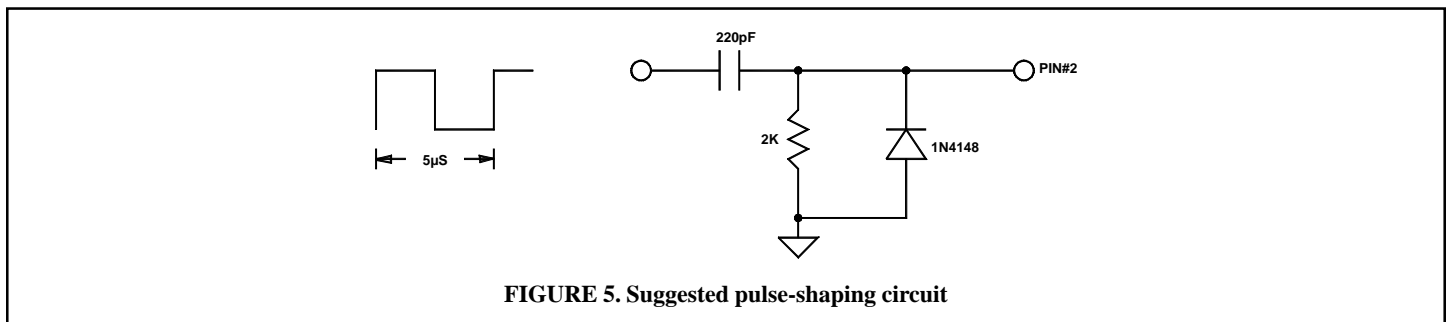 220pF
PIN#2
2K
1N4148
5µS
FIGURE 5. Suggested pulse-shaping circuit